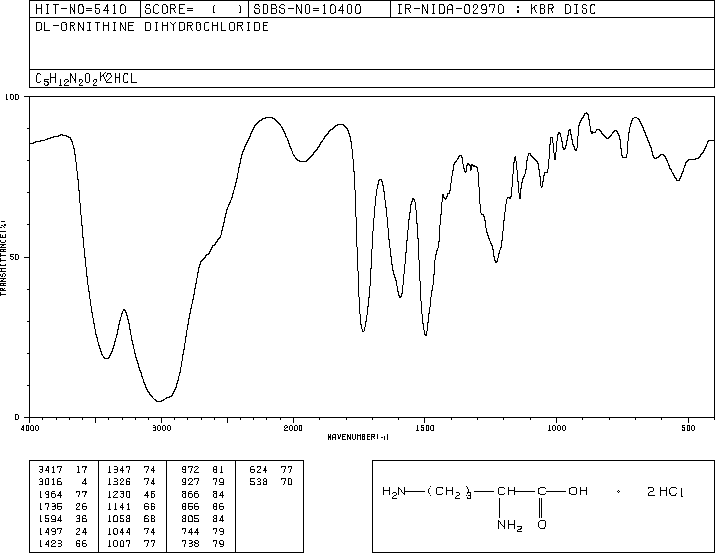 HIT-NO=5410 SCORE= ( ) SDBS-NO=10400 IR-NIDA-02970 : KBR DISC
DL-ORNITHINE DIHYDROCHLORIDE
C5H12N2O2K2HCL
100
50
0
TRANSMITTANCE(%)
4000 3000 2000 1500 1000 500
WAVENUMBER(-1)
3417 17 1347 74 972 81 624 77
3016 4 1326 74 927 79 538 70
1964 77 1230 46 866 84
1735 26 1141 66 856 86
1594 36 1058 68 805 84
1497 24 1044 74 744 79
1423 66 1007 77 738 79
H2N—(CH2)3—CH—C—OH • 2HCl
NH2 O